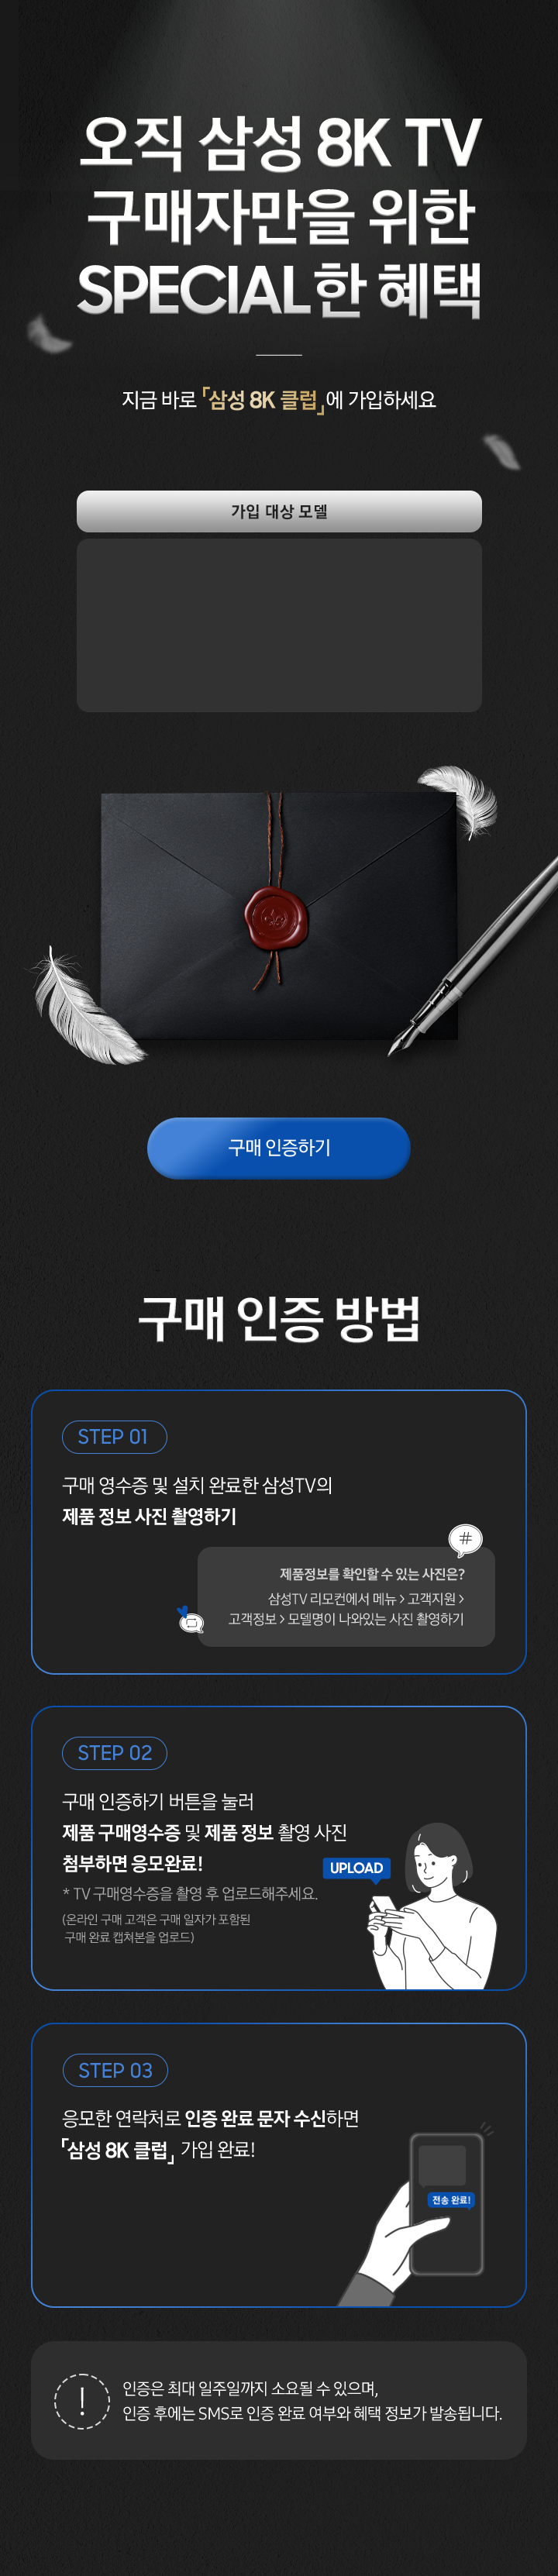 오직 삼성 8K TV
구매자만을 위한
SPECIAL한 혜택
지금 바로 「삼성 8K 클럽」에 가입하세요
가입 대상 모델
구매 인증하기
구매 인증 방법
STEP 01
구매 영수증 및 설치 완료한 삼성TV의
제품 정보 사진 촬영하기
#
제품정보를 확인할 수 있는 사진은?
삼성TV 리모컨에서 메뉴 > 고객지원 >
고객정보 > 모델명이 나와있는 사진 촬영하기
STEP 02
구매 인증하기 버튼을 눌러
제품 구매영수증 및 제품 정보 촬영 사진
첨부하면 응모완료!
UPLOAD
* TV 구매영수증을 촬영 후 업로드해주세요.
(온라인 구매 고객은 구매 일자가 포함된
구매 완료 캡쳐본을 업로드)
STEP 03
응모한 연락처로 인증 완료 문자 수신하면
「삼성 8K 클럽」 가입 완료!
전송 완료!
!
인증은 최대 일주일까지 소요될 수 있으며,
인증 후에는 SMS로 인증 완료 여부와 혜택 정보가 발송됩니다.